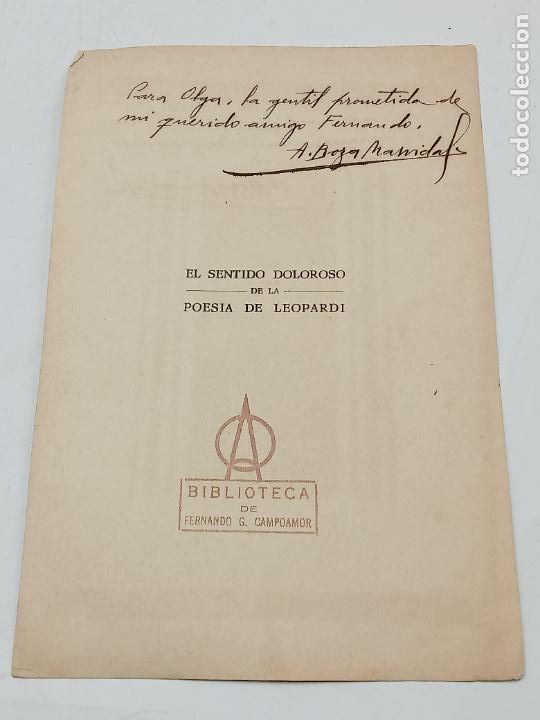 Para Olga, la gentil prometida de
mi querido amigo Fernando.
A. Boza Masvidal
EL SENTIDO DOLOROSO
DE LA
POESIA DE LEOPARDI
BIBLIOTECA
DE
FERNANDO G. CAMPOAMOR
todocoleccion